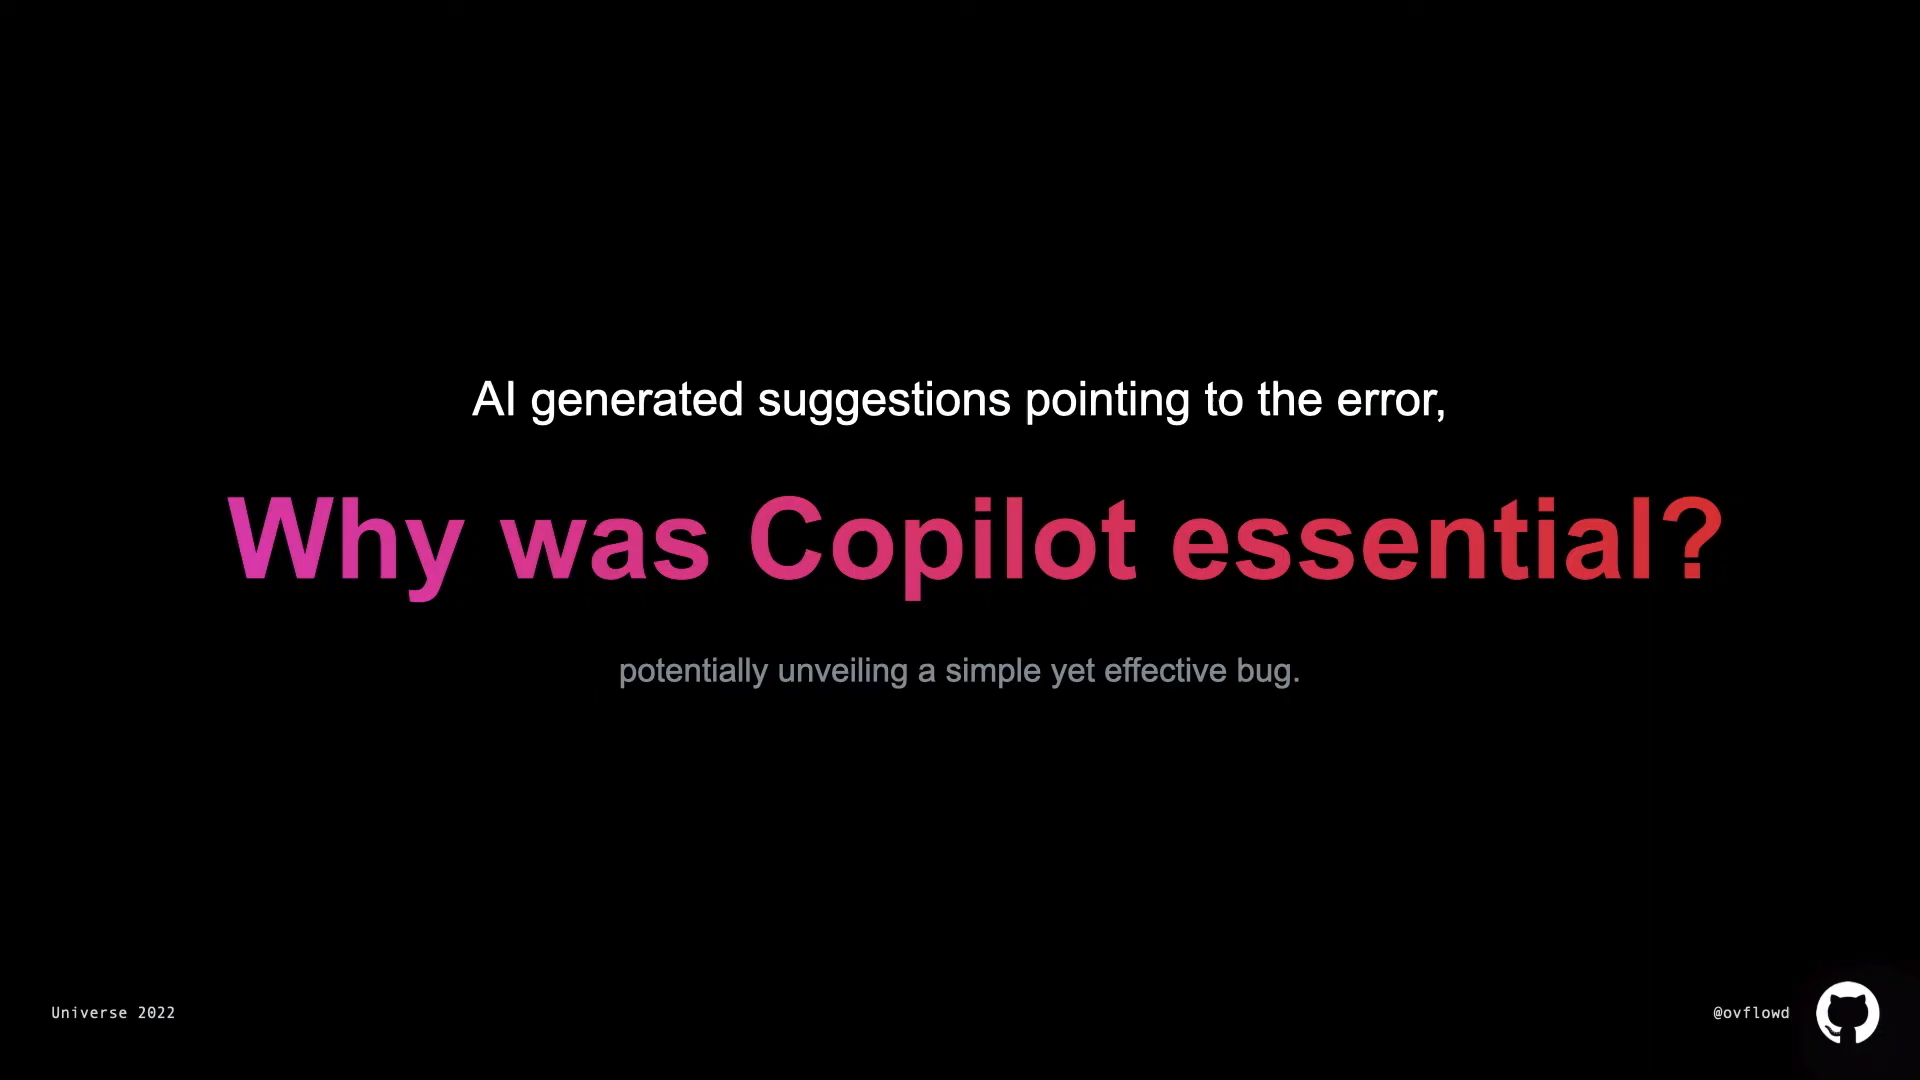 AI generated suggestions pointing to the error,
Why was Copilot essential?
potentially unveiling a simple yet effective bug.
Universe 2022
@ovflowd